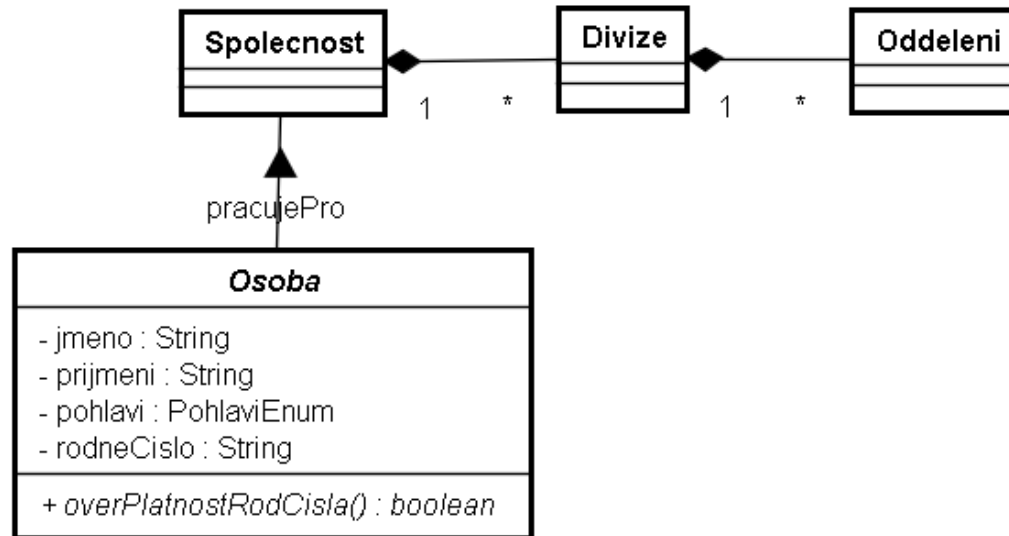 Spolecnost
Divize
Oddeleni
1
*
1
*
pracujePro
Osoba
- jmeno : String
- prijmeni : String
- pohlavi : PohlaviEnum
- rodneCislo : String
+ overPlatnostRodCisla() : boolean